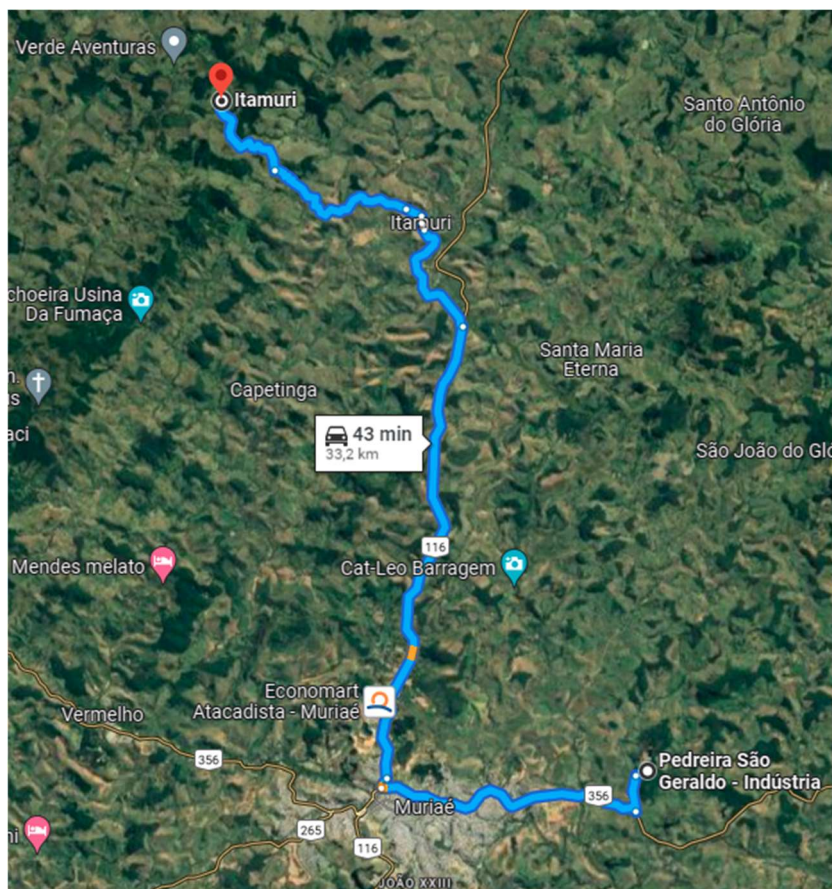 Verde Aventuras
Itamuri
Santo Antônio
do Glória
Itamuri
choeira Usina
Da Fumaça
Santa Maria
Eterna
Capetinga
43 min
33,2 km
São João do Gló
116
Mendes melato
Cat-Leo Barragem
Economart
Atacadista - Muriaé
Vermelho
356
Pedreira São
Geraldo - Indústria
356
Muriaé
265
116
JOÃO XXIII